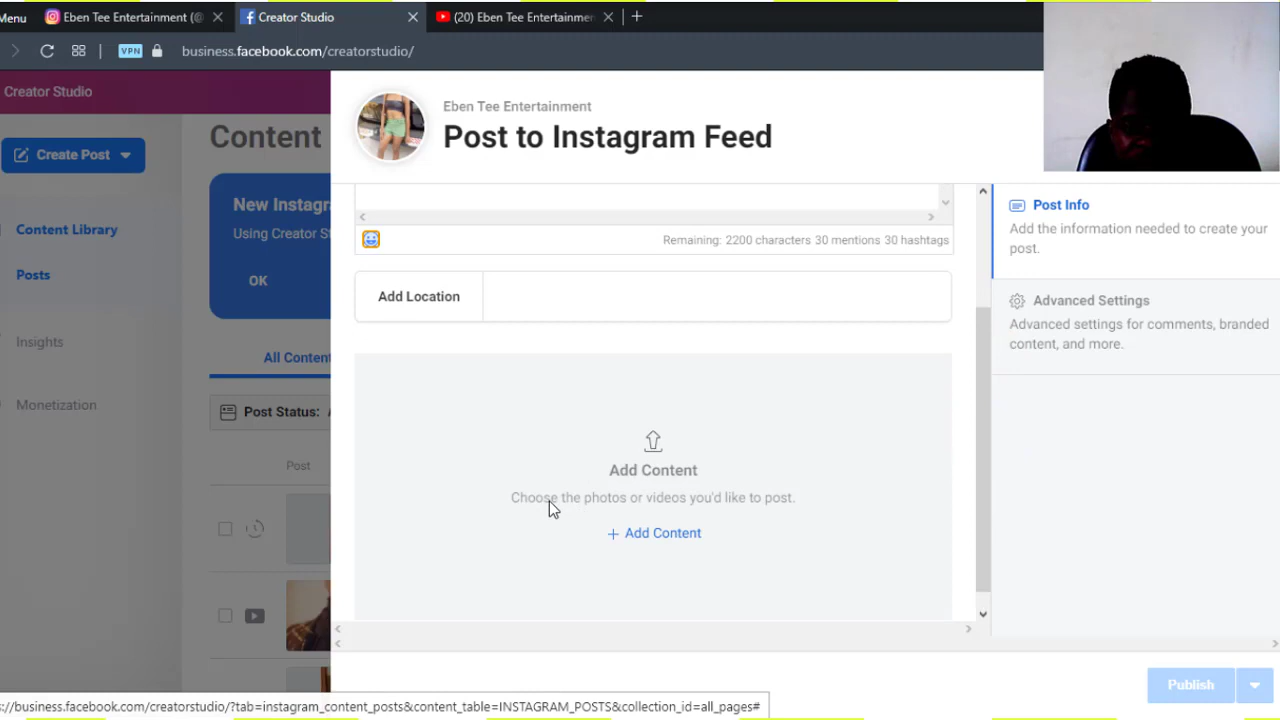 Menu
Eben Tee Entertainment (@
Creator Studio
(20) Eben Tee Entertainmen
VPN
business.facebook.com/creatorstudio/
Creator Studio
Create Post
Content Library
Posts
Insights
Monetization
Content
New Instagr
Using Creator St
OK
All Conten
Post Status:
Post
Eben Tee Entertainment
Post to Instagram Feed
Remaining: 2200 characters 30 mentions 30 hashtags
Add Location
Add Content
Choose the photos or videos you'd like to post.
+ Add Content
Post Info
Add the information needed to create your
post.
Advanced Settings
Advanced settings for comments, branded
content, and more.
Publish
s://business.facebook.com/creatorstudio/?tab=instagram_content_posts&content_table=INSTAGRAM_POSTS&collection_id=all_pages#